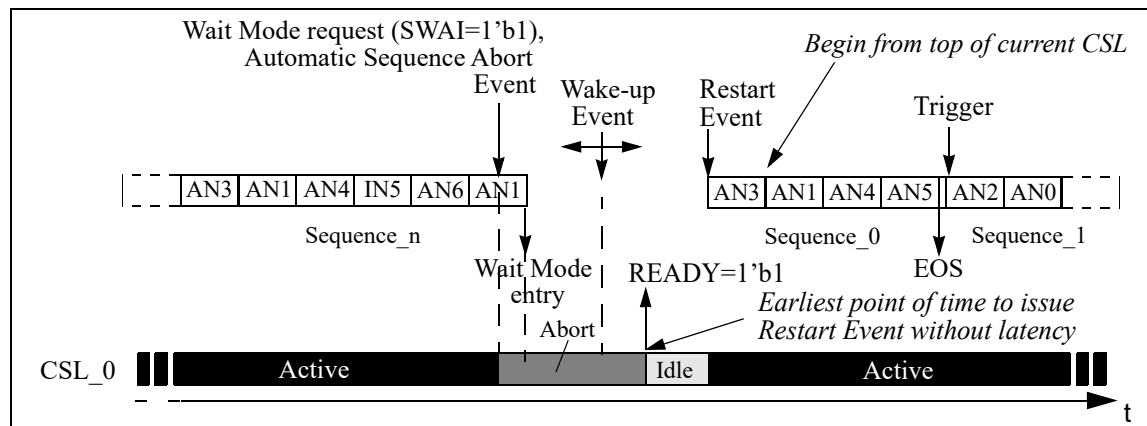 Wait Mode request (SWAI=1’b1),
Automatic Sequence Abort
Event
Wake-up
Event
Restart
Event
Begin from top of current CSL
Trigger
AN3 AN1 AN4 IN5 AN6 AN1
AN3 AN1 AN4 AN5 AN2 AN0
Sequence_n
Sequence_0
Sequence_1
Wait Mode
entry
READY=1’b1
EOS
Earliest point of time to issue
Restart Event without latency
Abort
CSL_0
Active
Idle
Active
t